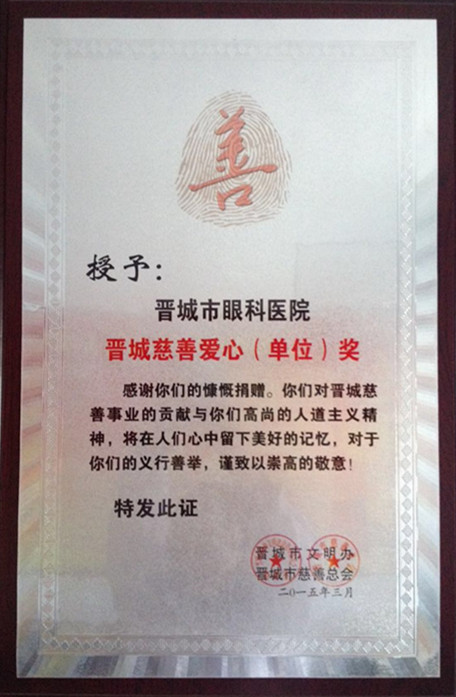 善
授予：
晋城市眼科医院
晋城慈善爱心（单位）奖
感谢你们的慷慨捐赠。你们对晋城慈
善事业的贡献与你们高尚的人道主义精
神，将在人们心中留下美好的记忆，对于
你们的义行善举，谨致以崇高的敬意！
特发此证
晋城市文明办
晋城市慈善总会
二〇一五年三月